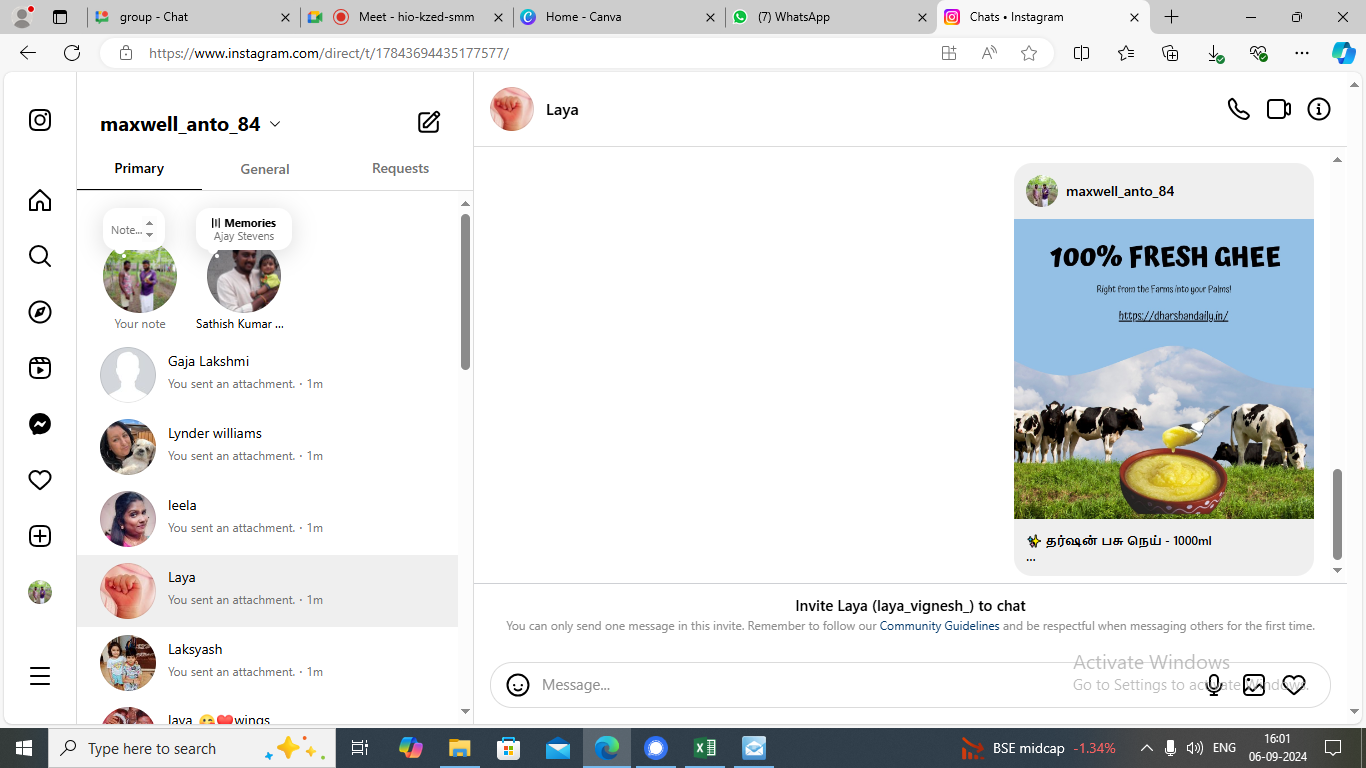 group - Chat
Meet - hio-kzed-smm
Home - Canva
(7) WhatsApp
Chats • Instagram
https://www.instagram.com/direct/t/17843694435177577/
maxwell_anto_84
Primary
General
Requests
Note...
Memories
Ajay Stevens
Your note
Sathish Kumar ...
Gaja Lakshmi
You sent an attachment. · 1m
Lynder williams
You sent an attachment. · 1m
leela
You sent an attachment. · 1m
Laya
You sent an attachment. · 1m
Laksyash
You sent an attachment. · 1m
Laya
maxwell_anto_84
100% FRESH GHEE
Right from the Farms into your Palms!
https://dharshandaily.in/
✨ தர்ஷன் பசு நெய் - 1000ml
...
Invite Laya (laya_vignesh_) to chat
You can only send one message in this invite. Remember to follow our Community Guidelines and be respectful when messaging others for the first time.
Message...
Activate Windows
Go to Settings to activate Windows.
Type here to search
BSE midcap -1.34%
ENG
16:01
06-09-2024